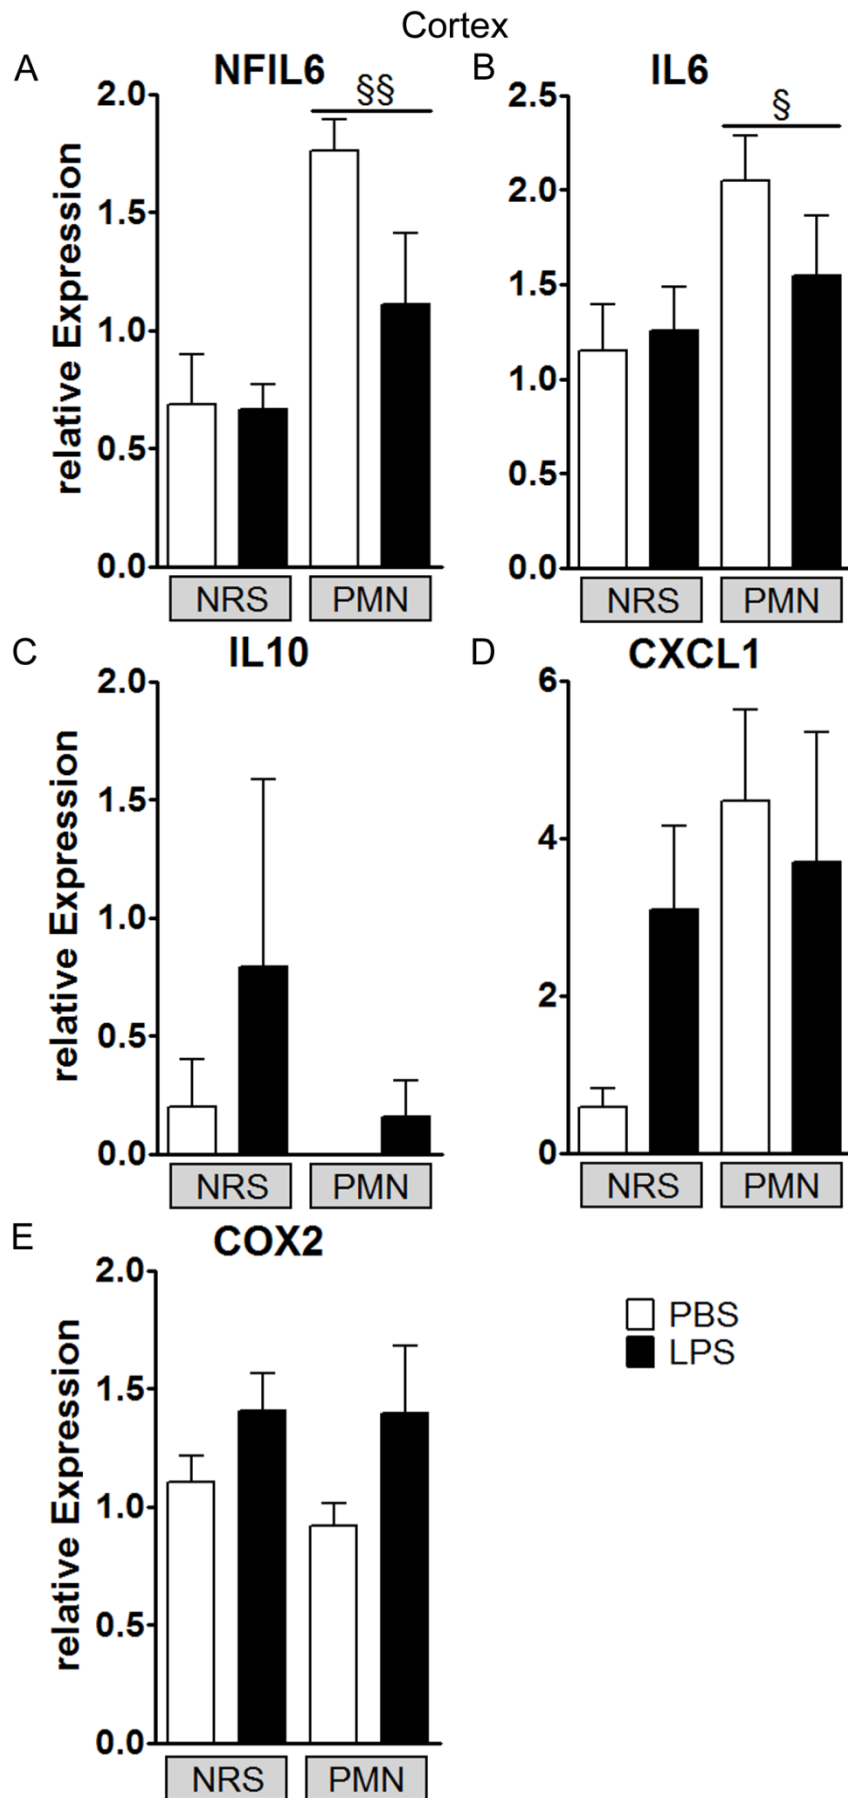 Cortex
A
NFIL6
B
IL6
relative Expression
2.0
1.5
1.0
0.5
0.0
§§
NRS
PMN
2.5
2.0
1.5
1.0
0.5
0.0
§
NRS
PMN
C
IL10
D
CXCL1
relative Expression
2.0
1.5
1.0
0.5
0.0
NRS
PMN
6
4
2
0
NRS
PMN
E
COX2
relative Expression
2.0
1.5
1.0
0.5
0.0
NRS
PMN
PBS
LPS